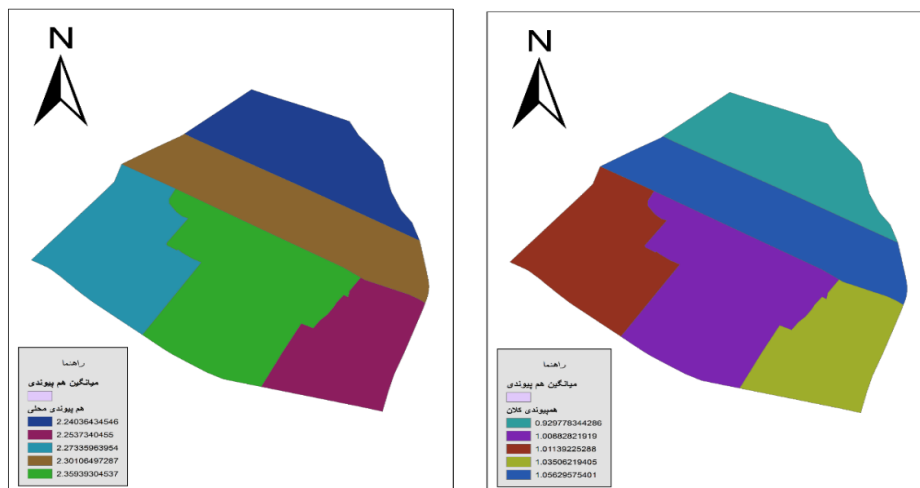 N
راهنما
میانگین هم پیوندی
هم پیوندی محلی
2.24036434546
2.2537340455
2.27335963954
2.30106497287
2.35939304537
N
راهنما
میانگین هم پیوندی
همپیوندی کلان
0.929778344286
1.00682821919
1.01139225288
1.03506219405
1.05629575401